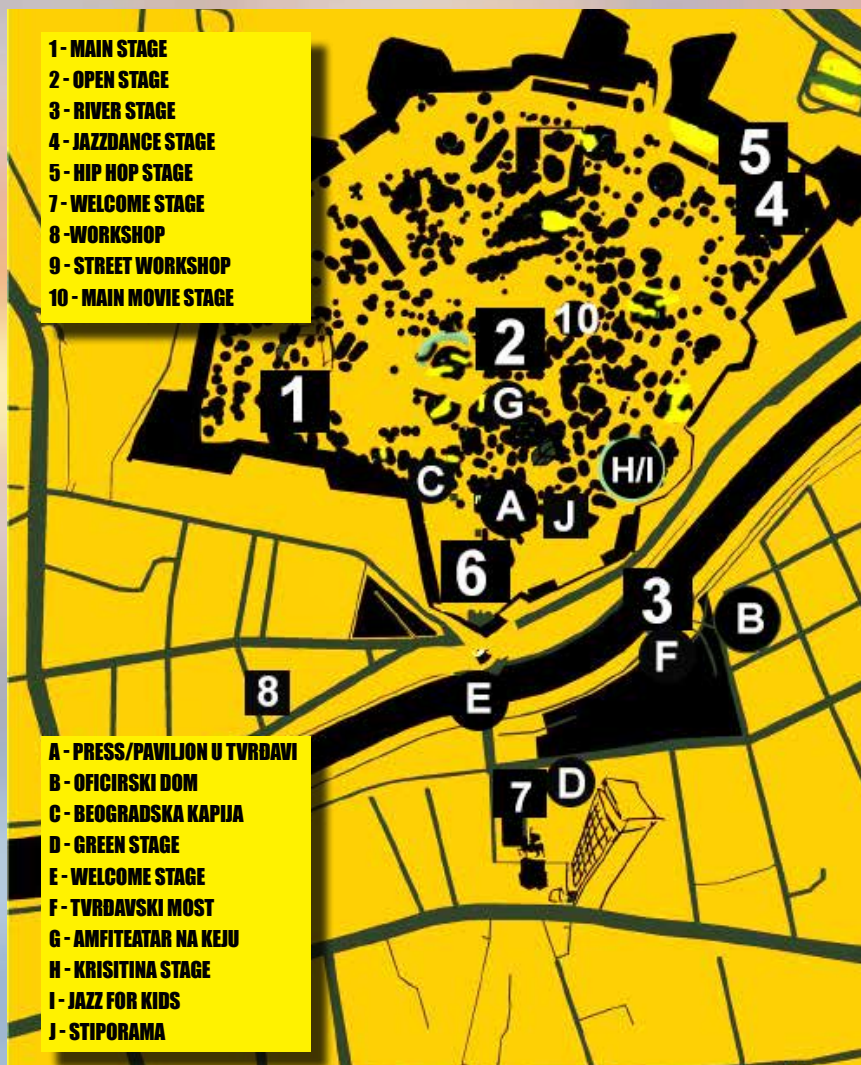 1 - MAIN STAGE
2 - OPEN STAGE
3 - RIVER STAGE
4 - JAZZDANCE STAGE
5 - HIP HOP STAGE
7 - WELCOME STAGE
8 -WORKSHOP
9 - STREET WORKSHOP
10 - MAIN MOVIE STAGE
5
4
10
2
1
G
H/I
C
A
J
6
3
B
F
8
E
D
7
A - PRESS/PAVILJON U TVRĐAVI
B - OFICIRSKI DOM
C - BEOGRADSKA KAPIJA
D - GREEN STAGE
E - WELCOME STAGE
F - TVRĐAVSKI MOST
G - AMFITEATAR NA KEJU
H - KRISITINA STAGE
I - JAZZ FOR KIDS
J - STIPORAMA